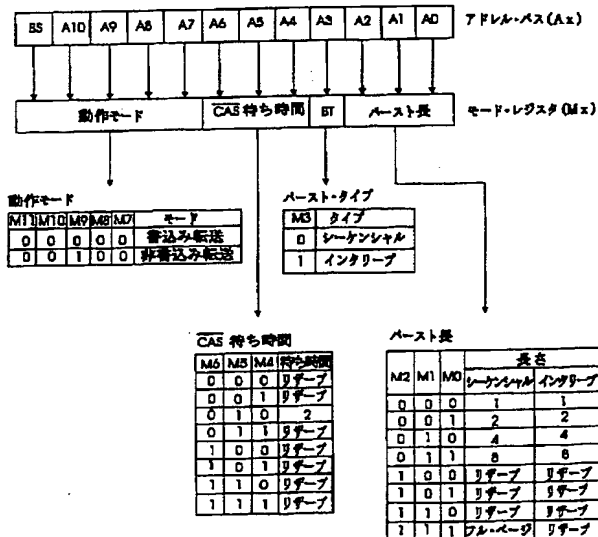 BS A10 A9 A8 A7 A6 A5 A4 A3 A2 A1 A0 アドレス・バス(Ax)
動作モード CAS 待ち時間 BT バースト長 モード・レジスタ(Mx)
動作モード
M11 M10 M9 M8 M7 モード
0 0 0 0 0 書込み転送
0 0 1 0 0 非書込み転送
バースト・タイプ
M3 タイプ
0 シーケンシャル
1 インタリーブ
CAS 待ち時間
M6 M5 M4 待ち時間
0 0 0 リザーブ
0 0 1 リザーブ
0 1 0 2
0 1 1 リザーブ
1 0 0 リザーブ
1 0 1 リザーブ
1 1 0 リザーブ
1 1 1 リザーブ
バースト長
M2 M1 M0 長さ
シーケンシャル インタリーブ
0 0 0 1 1
0 0 1 2 2
0 1 0 4 4
0 1 1 8 8
1 0 0 リザーブ リザーブ
1 0 1 リザーブ リザーブ
1 1 0 リザーブ リザーブ
1 1 1 フル・ページ リザーブ